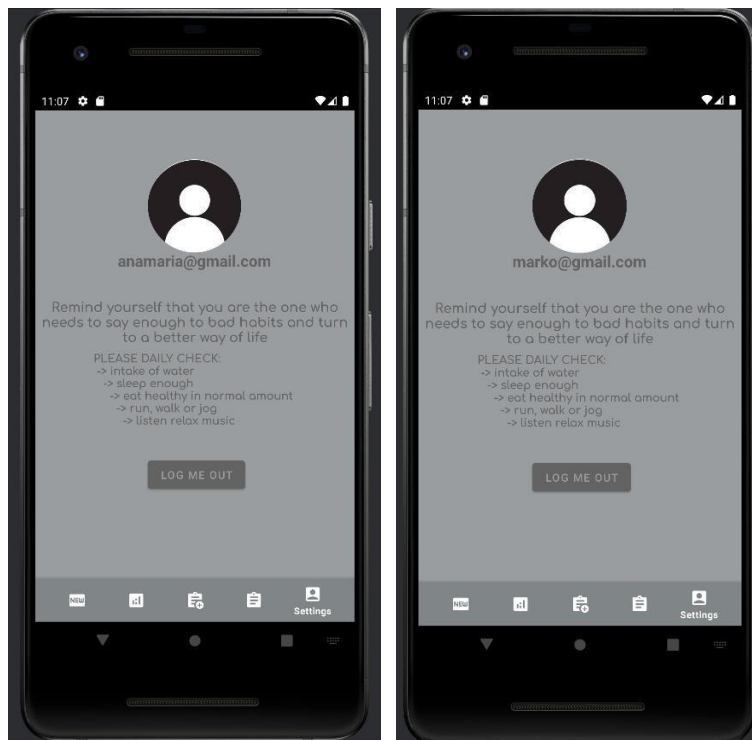 11:07
anamaria@gmail.com
Remind yourself that you are the one who
needs to say enough to bad habits and turn
to a better way of life
PLEASE DAILY CHECK:
-> intake of water
-> sleep enough
-> eat healthy in normal amount
-> run, walk or jog
-> listen relax music
LOG ME OUT
NEW
Settings
11:07
marko@gmail.com
Remind yourself that you are the one who
needs to say enough to bad habits and turn
to a better way of life
PLEASE DAILY CHECK:
-> intake of water
-> sleep enough
-> eat healthy in normal amount
-> run, walk or jog
-> listen relax music
LOG ME OUT
NEW
Settings